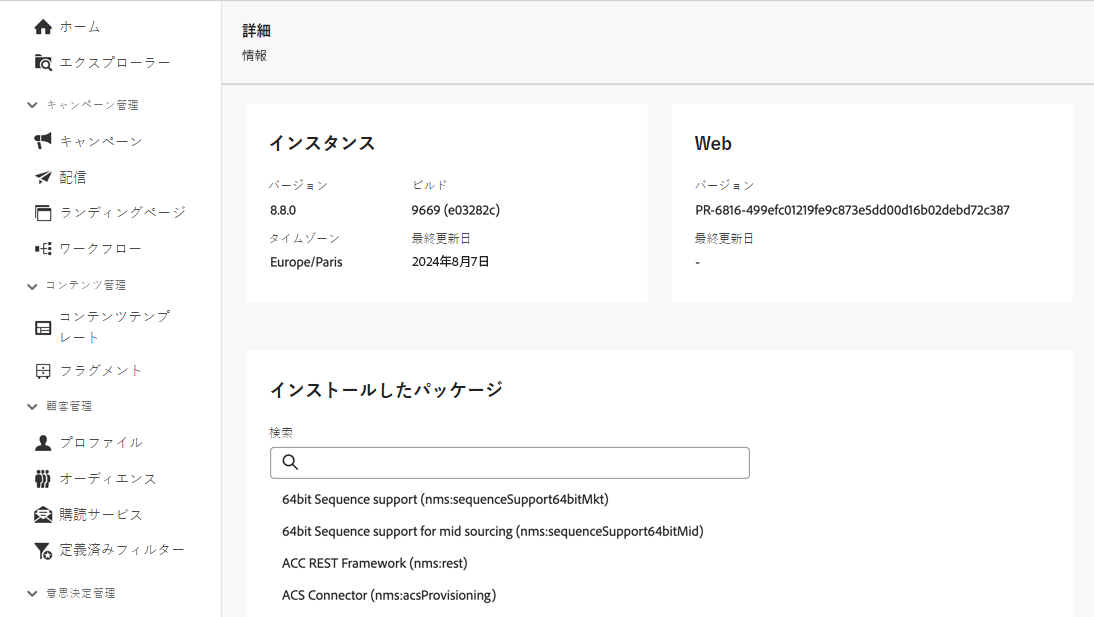 ホーム
エクスプローラー
キャンペーン管理
キャンペーン
配信
ランディングページ
ワークフロー
コンテンツ管理
コンテンツテンプ
レート
フラグメント
顧客管理
プロファイル
オーディエンス
購読サービス
定義済みフィルター
意思決定管理
詳細
情報
インスタンス
バージョン ビルド
8.8.0 9669 (e03282c)
タイムゾーン 最終更新日
Europe/Paris 2024年8月7日
Web
バージョン
PR-6816-499efc01219fe9c873e5dd00d16b02debd72c387
最終更新日
-
インストールしたパッケージ
検索
64bit Sequence support (nms:sequenceSupport64bitMkt)
64bit Sequence support for mid sourcing (nms:sequenceSupport64bitMid)
ACC REST Framework (nms:rest)
ACS Connector (nms:acsProvisioning)